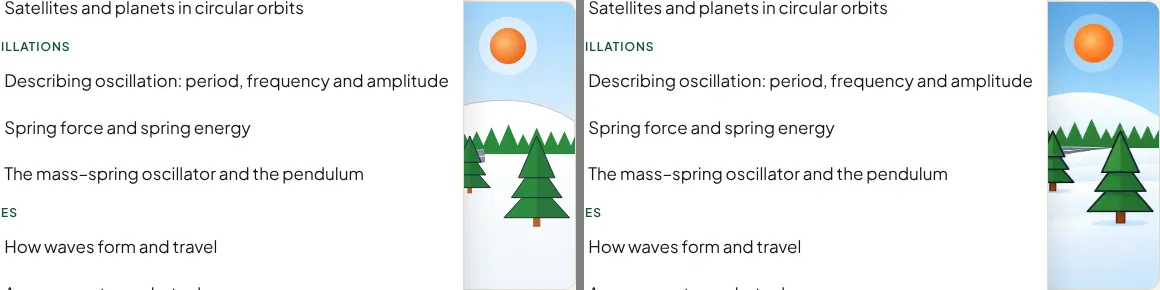 Satellites and planets in circular orbits
ILLATIONS
Describing oscillation: period, frequency and amplitude
Spring force and spring energy
The mass–spring oscillator and the pendulum
ES
How waves form and travel
Satellites and planets in circular orbits
ILLATIONS
Describing oscillation: period, frequency and amplitude
Spring force and spring energy
The mass–spring oscillator and the pendulum
ES
How waves form and travel